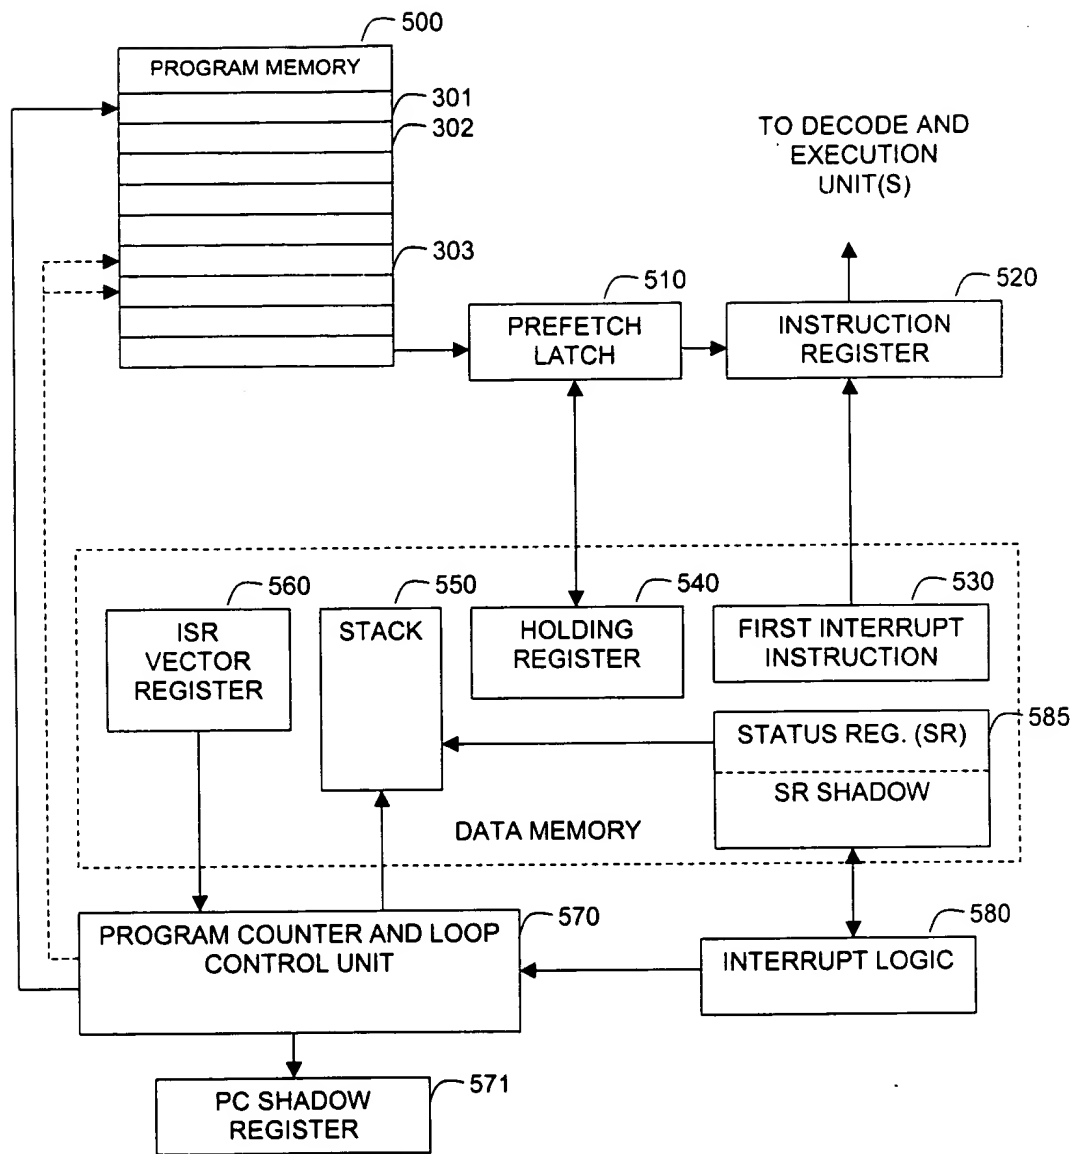 500
PROGRAM MEMORY
301
302
TO DECODE AND
EXECUTION
UNIT(S)
303
510
520
PREFETCH
LATCH
INSTRUCTION
REGISTER
560
550
540
530
ISR
VECTOR
REGISTER
STACK
HOLDING
REGISTER
FIRST INTERRUPT
INSTRUCTION
585
STATUS REG. (SR)
SR SHADOW
DATA MEMORY
570
580
PROGRAM COUNTER AND LOOP
CONTROL UNIT
INTERRUPT LOGIC
571
PC SHADOW
REGISTER